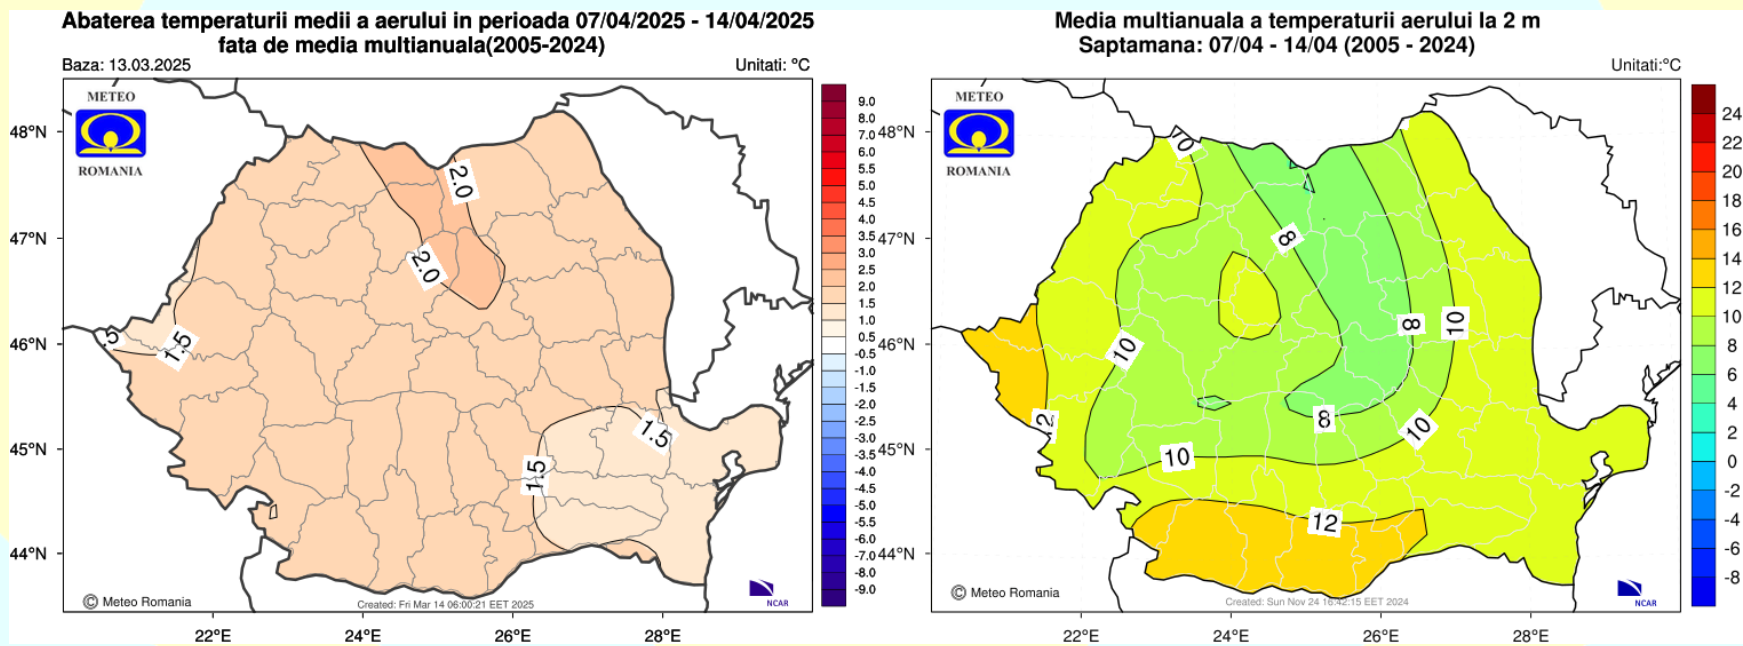 Abaterea temperaturii medii a aerului in perioada 07/04/2025 - 14/04/2025
fata de media multianuala(2005-2024)
Baza: 13.03.2025
Unitati: °C
METEO
ROMANIA
48°N
47°N
46°N
45°N
44°N
22°E
24°E
26°E
28°E
2.0
2.0
.5
1.5
1.5
1.5
© Meteo Romania
Created: Fri Mar 14 06:00:21 EET 2025
NCAR
9.0
8.0
7.0
6.0
5.5
5.0
4.5
4.0
3.5
3.0
2.5
2.0
1.5
1.0
0.5
-0.5
-1.0
-1.5
-2.0
-2.5
-3.0
-3.5
-4.0
-4.5
-5.0
-5.5
-6.0
-7.0
-8.0
-9.0
Media multianuala a temperaturii aerului la 2 m
Saptamana: 07/04 - 14/04 (2005 - 2024)
Unitati:°C
METEO
ROMANIA
48°N
47°N
46°N
45°N
44°N
22°E
24°E
26°E
28°E
10
8
8
10
10
8
12
10
10
12
© Meteo Romania
Created: Sun Nov 24 16:42:15 EET 2024
NCAR
24
22
20
18
16
14
12
10
8
6
4
2
0
-2
-4
-6
-8